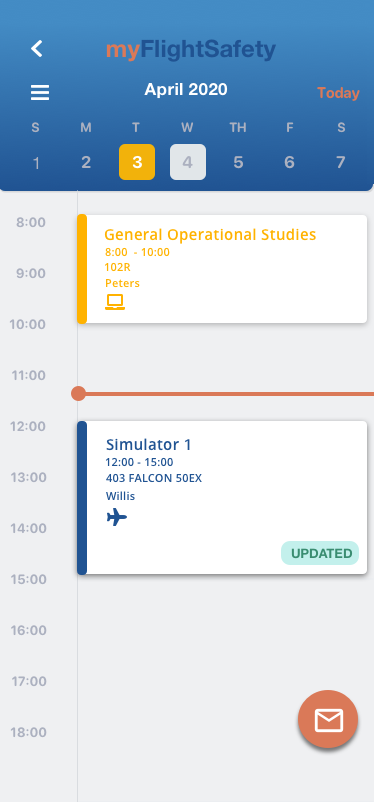 myFlightSafety
April 2020
Today
S M T W TH F S
1 2 3 4 5 6 7
8:00
General Operational Studies
8:00 - 10:00
102R
Peters
9:00
10:00
11:00
12:00
Simulator 1
12:00 - 15:00
403 FALCON 50EX
Willis
UPDATED
13:00
14:00
15:00
16:00
17:00
18:00